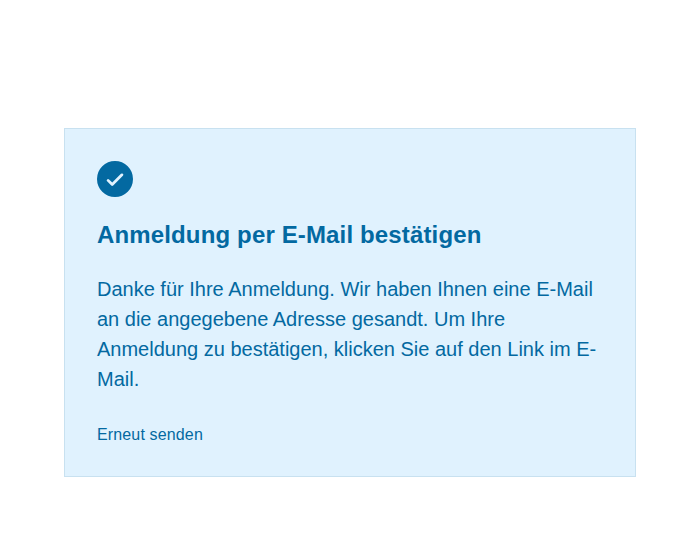 Anmeldung per E-Mail bestätigen
Danke für Ihre Anmeldung. Wir haben Ihnen eine E-Mail
an die angegebene Adresse gesandt. Um Ihre
Anmeldung zu bestätigen, klicken Sie auf den Link im E-
Mail.
Erneut senden